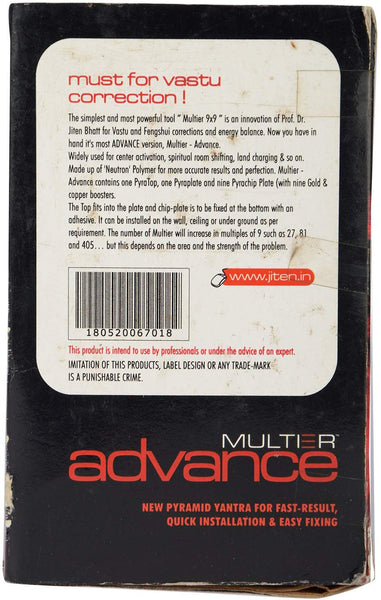 must for vastu
correction !
The simplest and most powerful tool " Multier 9x9 " is an innovation of Prof. Dr.
Jiten Bhatt for Vastu and Fengshui corrections and energy balance. Now you have in
hand it's most ADVANCE version, Multier - Advance.
Widely used for center activation, spiritual room shifting, land charging & so on.
Made up of 'Neutron' Polymer for more accurate results and perfection. Multier -
Advance contains one PyraTop, one Pyraplate and nine Pyrachip Plate (with nine Gold &
copper boosters.
The Top fits into the plate and chip-plate is to be fixed at the bottom with an
adhesive. It can be installed on the wall, ceiling or under ground as per
requirement. The number of Multier will increase in multiples of 9 such as 27, 81
and 405... but this depends on the area and the strength of the problem.
www.jiten.in
180520067018
This product is intend to use by professionals or under the advice of an expert.
IMITATION OF THIS PRODUCTS, LABEL DESIGN OR ANY TRADE-MARK
IS A PUNISHABLE CRIME.
MULTIER™
advance
NEW PYRAMID YANTRA FOR FAST-RESULT,
QUICK INSTALLATION & EASY FIXING